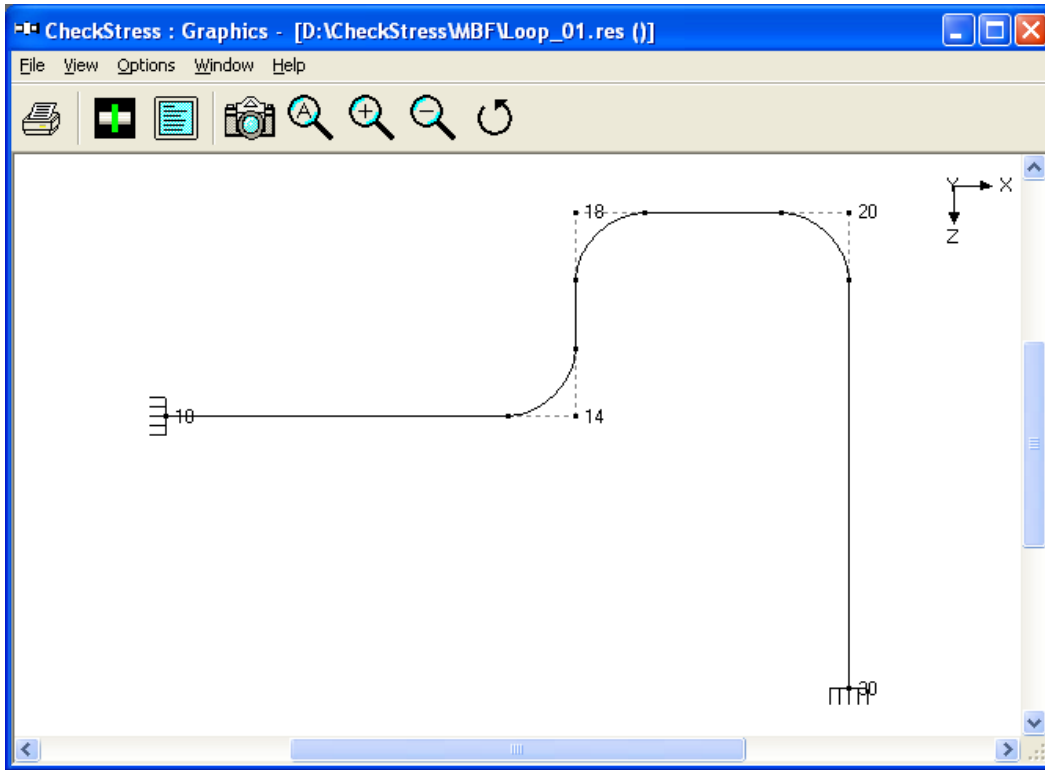 CheckStress : Graphics - [D:\CheckStress\MBF\Loop_01.res ()]
File View Options Window Help
A
Y X
Z
18 20
10 14
30